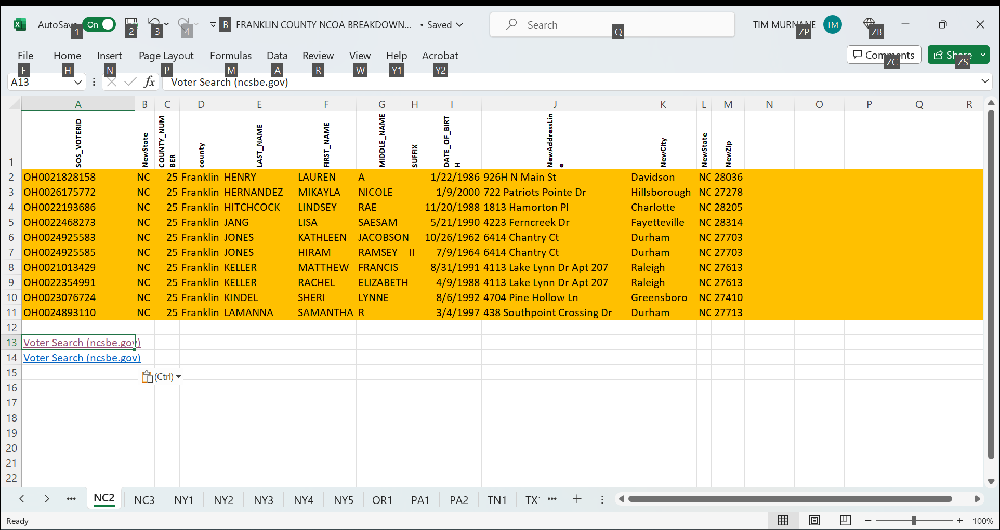 AutoSave On FRANKLIN COUNTY NCOA BREAKDOWN... • Saved Search TIM MURNANE TM
1 2 3 4 B Q ZP ZB
File Home Insert Page Layout Formulas Data Review View Help Acrobat Comments Share
F H N P M A R W Y1 Y2 ZC ZS
A13 fx Voter Search (ncsbe.gov)
A B C D E F G H I J K L M N O P Q R
1 SOS_VOTERID NewState COUNTY_NUMBER county LAST_NAME FIRST_NAME MIDDLE_NAME SUFFIX DATE_OF_BIRTH NewAddressLine NewCity NewState NewZip
2 OH0021828158 NC 25 Franklin HENRY LAUREN A 1/22/1986 926H N Main St Davidson NC 28036
3 OH0026175772 NC 25 Franklin HERNANDEZ MIKAYLA NICOLE 1/9/2000 722 Patriots Pointe Dr Hillsborough NC 27278
4 OH0022193686 NC 25 Franklin HITCHCOCK LINDSEY RAE 11/20/1988 1813 Hamorton Pl Charlotte NC 28205
5 OH0022468273 NC 25 Franklin JANG LISA SAESAM 5/21/1990 4223 Ferncreek Dr Fayetteville NC 28314
6 OH0024925583 NC 25 Franklin JONES KATHLEEN JACOBSON 10/26/1962 6414 Chantry Ct Durham NC 27703
7 OH0024925585 NC 25 Franklin JONES HIRAM RAMSEY II 7/9/1964 6414 Chantry Ct Durham NC 27703
8 OH0021013429 NC 25 Franklin KELLER MATTHEW FRANCIS 8/31/1991 4113 Lake Lynn Dr Apt 207 Raleigh NC 27613
9 OH0022354991 NC 25 Franklin KELLER RACHEL ELIZABETH 4/9/1988 4113 Lake Lynn Dr Apt 207 Raleigh NC 27613
10 OH0023076724 NC 25 Franklin KINDEL SHERI LYNNE 8/6/1992 4704 Pine Hollow Ln Greensboro NC 27410
11 OH0024893110 NC 25 Franklin LAMANNA SAMANTHA R 3/4/1997 438 Southpoint Crossing Dr Durham NC 27713
12
13 Voter Search (ncsbe.gov)
14 Voter Search (ncsbe.gov)
15 (Ctrl)
16
17
18
19
20
21
22
NC2 NC3 NY1 NY2 NY3 NY4 NY5 OR1 PA1 PA2 TN1 TX1
Ready 100%